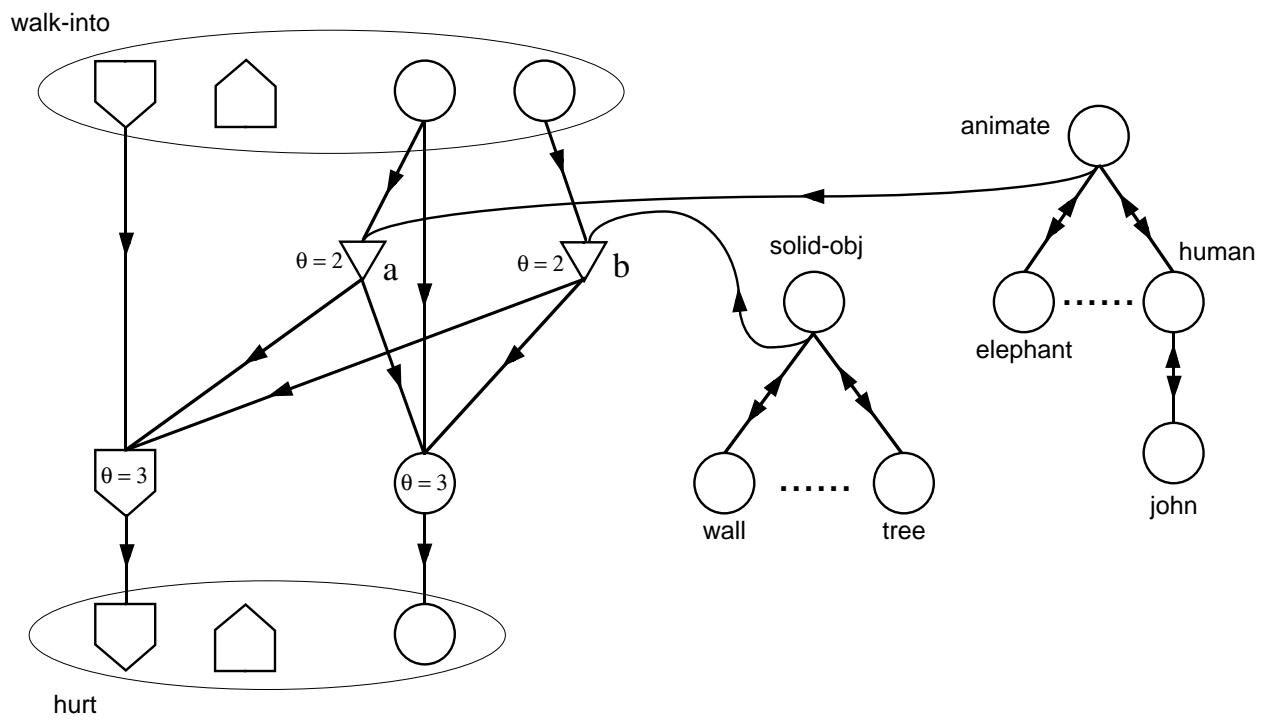 walk-into
animate
solid-obj
human
θ = 2
a
θ = 2
b
elephant
......
john
θ = 3
θ = 3
wall
......
tree
hurt